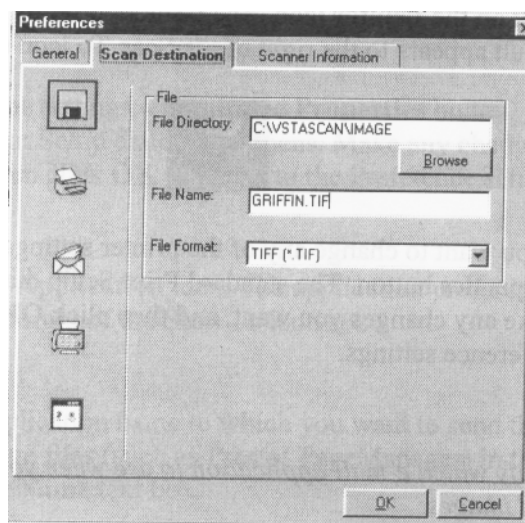 Preferences
General Scan Destination Scanner Information
File
File Directory: C:\VSTASCAN\IMAGE
Browse
File Name: GRIFFIN.TIF
File Format: TIFF (*.TIF)
OK Cancel